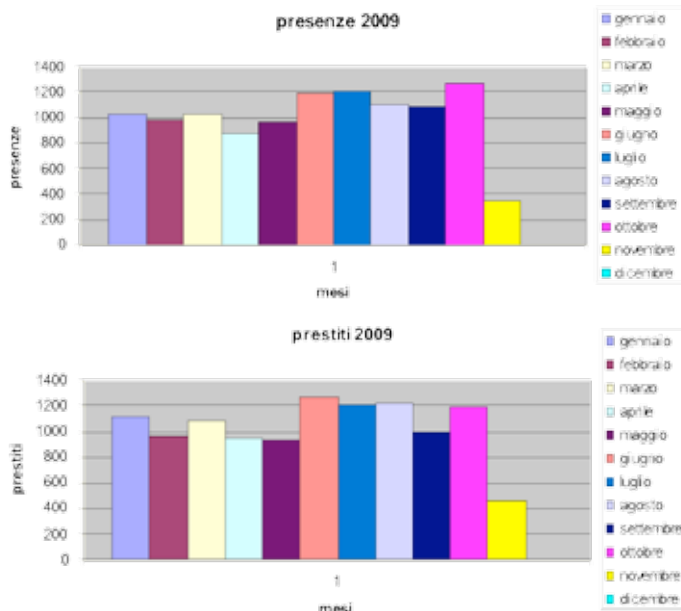 presenze 2009
1400
1200
1000
800
600
400
200
0
presenze
1
mesi
gennaio
febbraio
marzo
aprile
maggio
giugno
luglio
agosto
settembre
ottobre
novembre
dicembre
prestiti 2009
1400
1200
1000
800
600
400
200
0
prestiti
1
mesi
gennaio
febbraio
marzo
aprile
maggio
giugno
luglio
agosto
settembre
ottobre
novembre
dicembre